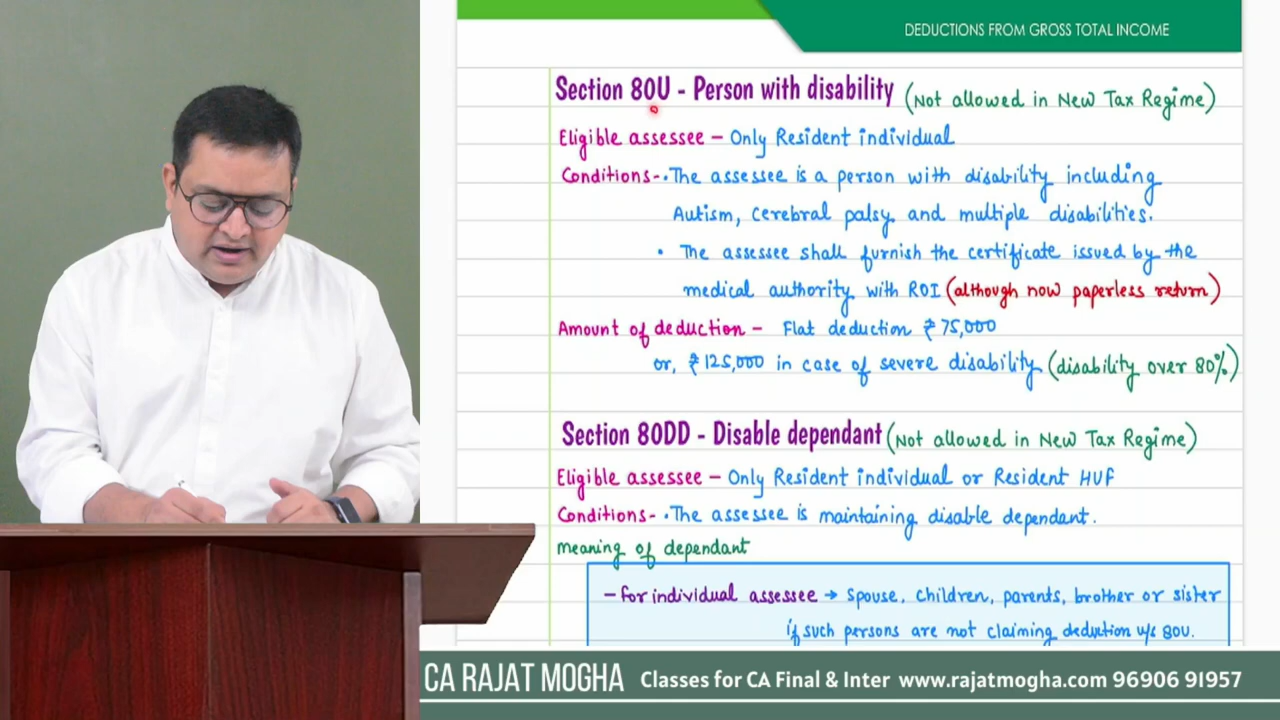 DEDUCTIONS FROM GROSS TOTAL INCOME
Section 80U - Person with disability (Not allowed in New Tax Regime)
Eligible assessee – Only Resident individual
Conditions-•The assessee is a person with disability including
Autism, cerebral palsy and multiple disabilities.
• The assessee shall furnish the certificate issued by the
medical authority with ROI (although now paperless return)
Amount of deduction – Flat deduction ₹ 75,000
or, ₹ 125,000 in case of severe disability (disability over 80%)
Section 80DD - Disable dependant (Not allowed in New Tax Regime)
Eligible assessee – Only Resident individual or Resident HUF
Conditions- •The assessee is maintaining disable dependant.
meaning of dependant
– for individual assessee → Spouse, children, parents, brother or sister
if such persons are not claiming deduction u/s 80U.
CA RAJAT MOGHA Classes for CA Final & Inter www.rajatmogha.com 96906 91957